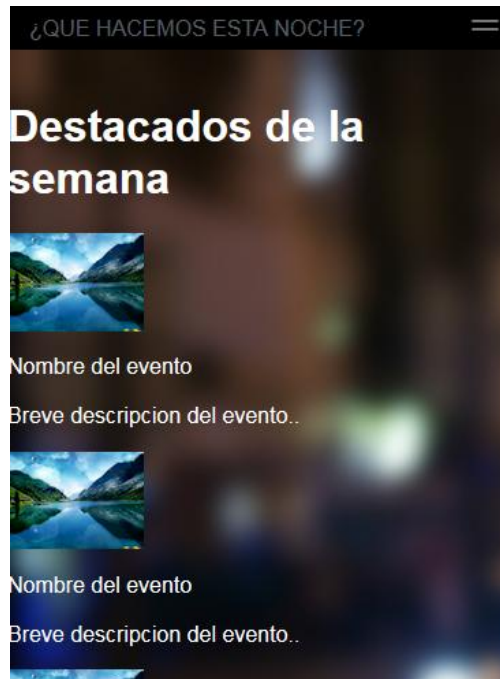 ¿QUE HACEMOS ESTA NOCHE?
Destacados de la
semana
Nombre del evento
Breve descripcion del evento..
Nombre del evento
Breve descripcion del evento..